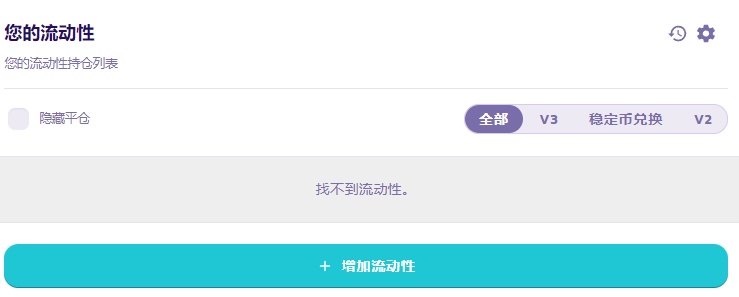 您的流动性
您的流动性持仓列表
隐藏平仓
全部 V3 稳定币兑换 V2
找不到流动性。
+ 增加流动性